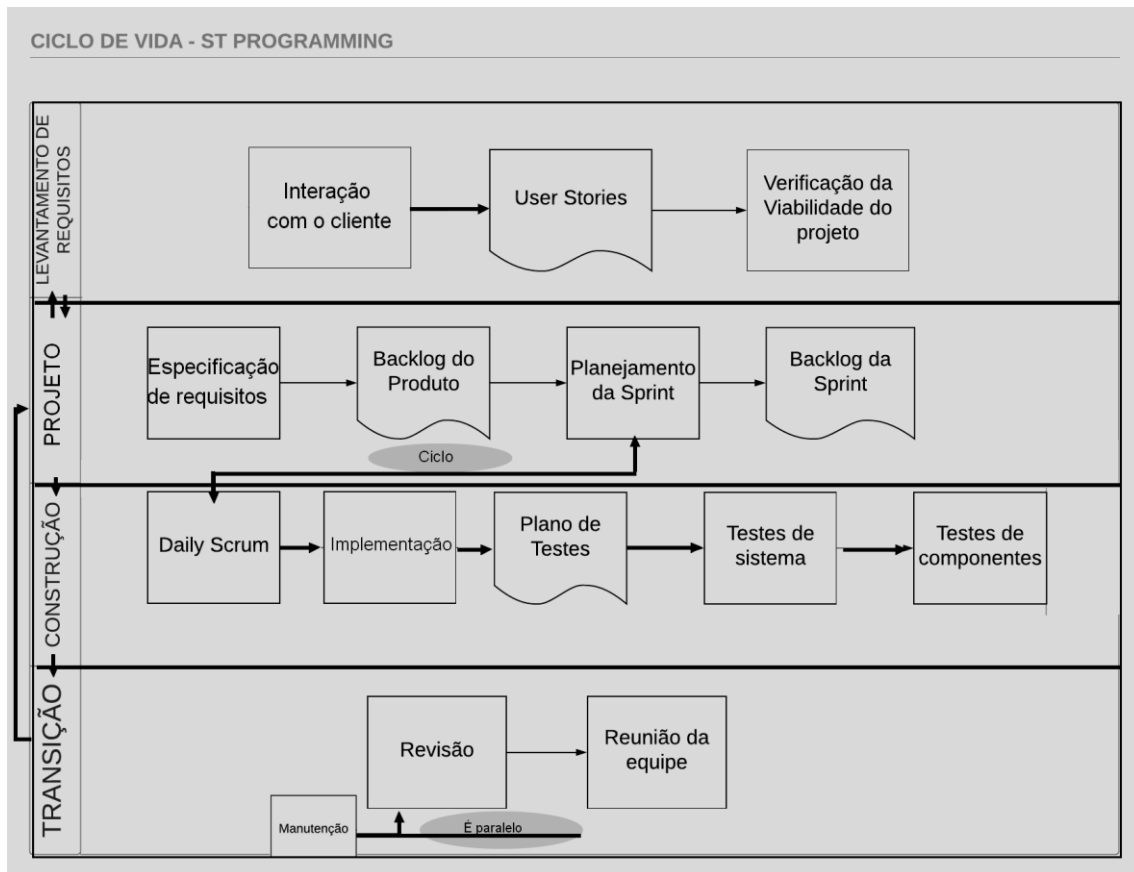 CICLO DE VIDA - ST PROGRAMMING
LEVANTAMENTO DE
REQUISITOS
Interação
com o cliente
User Stories
Verificação da
Viabilidade do
projeto
PROJETO
Especificação
de requisitos
Backlog do
Produto
Planejamento
da Sprint
Backlog da
Sprint
Ciclo
CONSTRUÇÃO
Daily Scrum
Implementação
Plano de
Testes
Testes de
sistema
Testes de
componentes
TRANSIÇÃO
Revisão
Reunião da
equipe
Manutenção
É paralelo